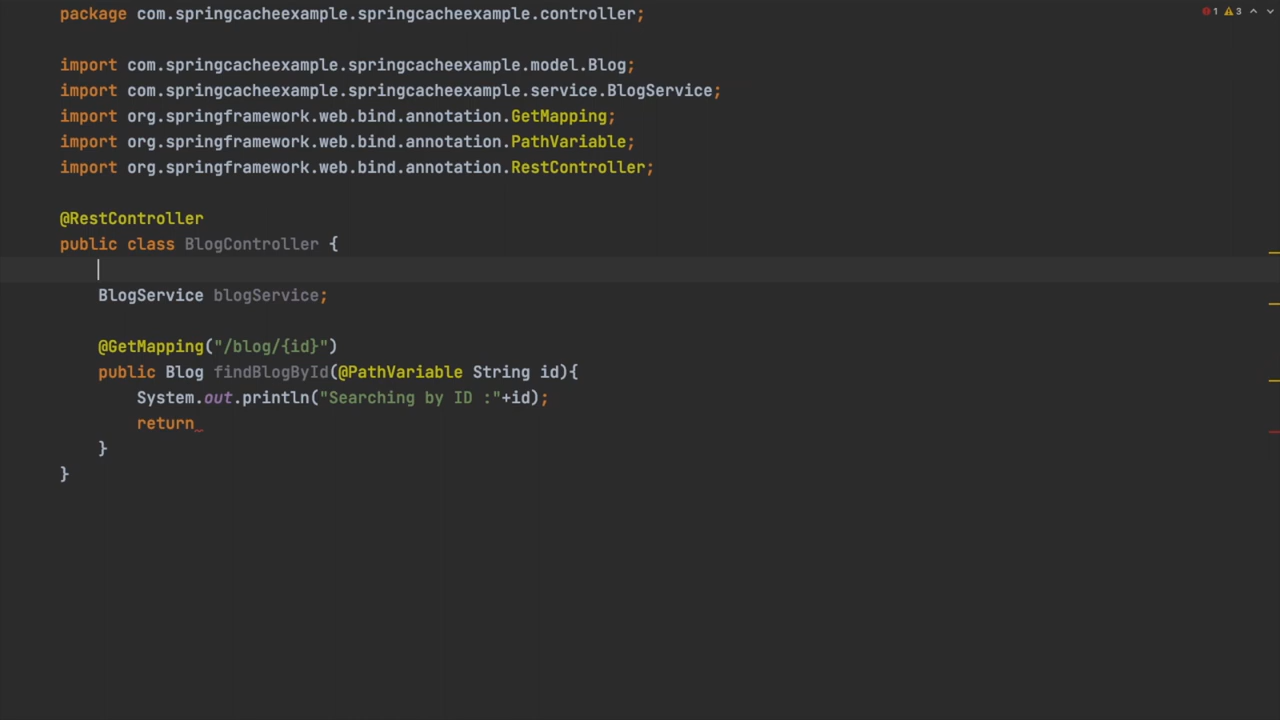 package com.springcacheexample.springcacheexample.controller;
1 3
import com.springcacheexample.springcacheexample.model.Blog;
import com.springcacheexample.springcacheexample.service.BlogService;
import org.springframework.web.bind.annotation.GetMapping;
import org.springframework.web.bind.annotation.PathVariable;
import org.springframework.web.bind.annotation.RestController;
@RestController
public class BlogController {
BlogService blogService;
@GetMapping("/blog/{id}")
public Blog findBlogById(@PathVariable String id){
System.out.println("Searching by ID :"+id);
return
}
}